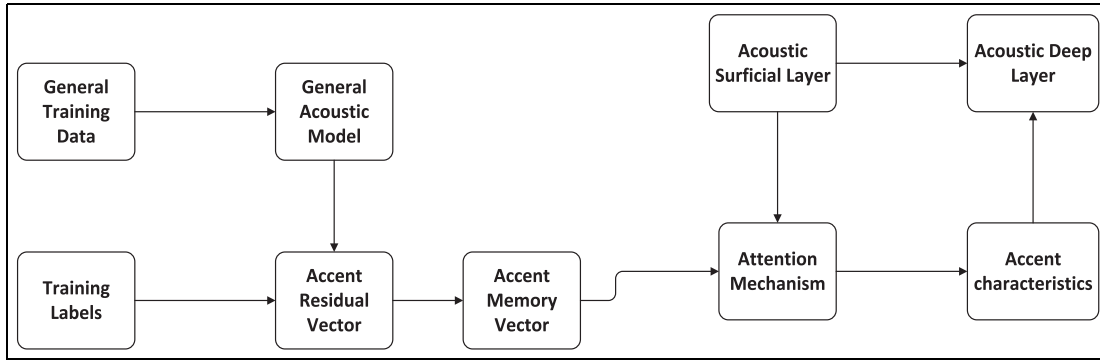 General
Training
Data
General
Acoustic
Model
Acoustic
Surficial Layer
Acoustic Deep
Layer
Training
Labels
Accent
Residual
Vector
Accent
Memory
Vector
Attention
Mechanism
Accent
characteristics